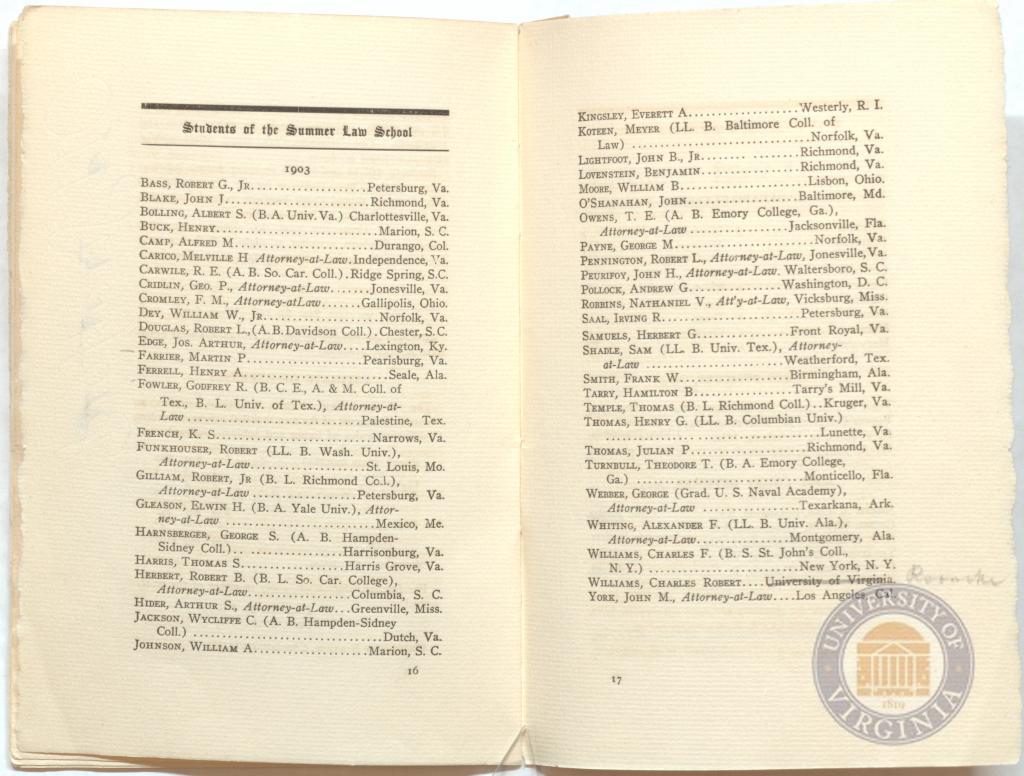 Students of the Summer Law School
1903
BASS, ROBERT G., JR....................Petersburg, Va.
BLAKE, JOHN J.........................Richmond, Va.
BOLLING, ALBERT S. (B.A. Univ. Va.) Charlottesville, Va.
BUCK, HENRY............................Marion, S. C.
CAMP, ALFRED M........................Durango, Col.
CARICO, MELVILLE H Attorney-at-Law. Independence, Va.
CARWILE, R. E. (A. B. So. Car. Coll.). Ridge Spring, S.C.
CRIDLIN, GEO. P., Attorney-at-Law.......Jonesville, Va.
CROMLEY, F. M., Attorney-atLaw.......Gallipolis, Ohio.
DEY, WILLIAM W., JR....................Norfolk, Va.
DOUGLAS, ROBERT L., (A. B. Davidson Coll.). Chester, S. C.
EDGE, JOS. ARTHUR, Attorney-at-Law....Lexington, Ky.
FARRIER, MARTIN P....................Pearisburg, Va.
FERRELL, HENRY A.........................Seale, Ala.
FOWLER, GODFREY R. (B. C. E., A. & M. Coll. of
Tex., B. L. Univ. of Tex.), Attorney-at-
Law..............................Palestine, Tex.
FRENCH, K. S...........................Narrows, Va.
FUNKHOUSER, ROBERT (LL. B. Wash. Univ.),
Attorney-at-Law....................St. Louis, Mo.
GILLIAM, ROBERT, JR (B. L. Richmond Co.l.),
Attorney-at-Law ..................Petersburg, Va.
GLEASON, ELWIN H. (B. A. Yale Univ.), Attor-
ney-at-Law .........................Mexico, Me.
HARNSBERGER, GEORGE S. (A. B. Hampden-
Sidney Coll.).. ................Harrisonburg, Va.
HARRIS, THOMAS S..................Harris Grove, Va.
HERBERT, ROBERT B. (B. L. So. Car. College),
Attorney-at-Law..................Columbia, S. C.
HIDER, ARTHUR S., Attorney-at-Law...Greenville, Miss.
JACKSON, WYCLIFFE C. (A. B. Hampden-Sidney
Coll.) .................................Dutch, Va.
JOHNSON, WILLIAM A....................Marion, S. C.
16
KINGSLEY, EVERETT A...................Westerly, R. I.
KOTEEN, MEYER (LL. B. Baltimore Coll. of
Law) ..............................Norfolk, Va.
LIGHTFOOT, JOHN B., JR....... ........Richmond, Va.
LOVENSTEIN, BENJAMIN.................Richmond, Va.
MOORE, WILLIAM B.....................Lisbon, Ohio.
O'SHANAHAN, JOHN...................Baltimore, Md.
OWENS, T. E. (A. B. Emory College, Ga.),
Attorney-at-Law .................Jacksonville, Fla.
PAYNE, GEORGE M........................Norfolk, Va.
PENNINGTON, ROBERT L., Attorney-at-Law, Jonesville, Va.
PEURIFOY, JOHN H., Attorney-at-Law. Waltersboro, S. C.
POLLOCK, ANDREW G................Washington, D. C.
ROBBINS, NATHANIEL V., Att'y-at-Law, Vicksburg, Miss.
SAAL, IRVING R.......................Petersburg, Va.
SAMUELS, HERBERT G................Front Royal, Va.
SHADLE, SAM (LL. B. Univ. Tex.), Attorney-
at-Law ........................Weatherford, Tex.
SMITH, FRANK W...................Birmingham, Ala.
TARRY, HAMILTON B..................Tarry's Mill, Va.
TEMPLE, THOMAS (B. L. Richmond Coll.)..Kruger, Va.
THOMAS, HENRY G. (LL. B. Columbian Univ.)
....................................Lunette, Va.
THOMAS, JULIAN P.....................Richmond, Va.
TURNBULL, THEODORE T. (B. A. Emory College,
Ga.) ............................Monticello, Fla.
WEBBER, GEORGE (Grad. U. S. Naval Academy),
Attorney-at-Law .................Texarkana, Ark.
WHITING, ALEXANDER F. (LL. B. Univ. Ala.),
Attorney-at-Law................Montgomery, Ala.
WILLIAMS, CHARLES F. (B. S. St. John's Coll.,
N. Y.) .........................New York, N. Y.
WILLIAMS, CHARLES ROBERT....University of Virginia. Roanoke
YORK, JOHN M., Attorney-at-Law....Los Angeles, Cal.
17
UNIVERSITY OF VIRGINIA
1819